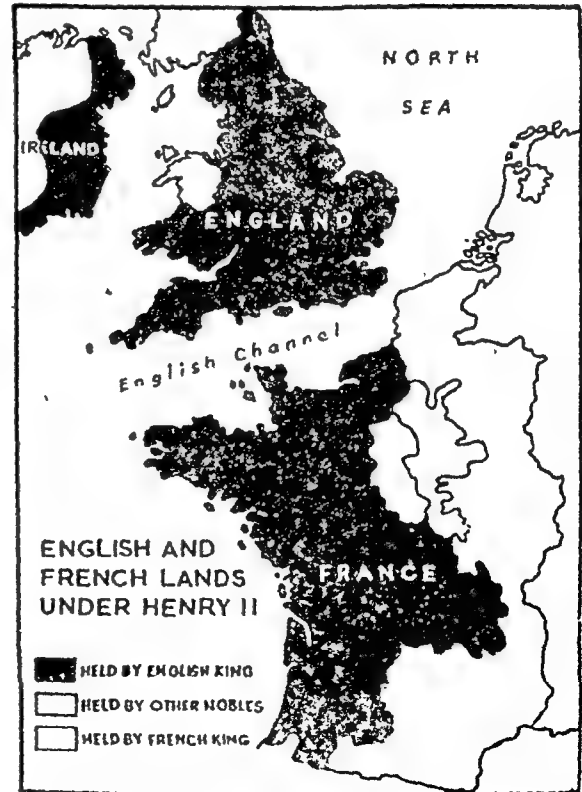 NORTH
SEA
IRELAND
ENGLAND
English Channel
ENGLISH AND
FRENCH LANDS
UNDER HENRY II
FRANCE
HELD BY ENGLISH KING
HELD BY OTHER NOBLES
HELD BY FRENCH KING